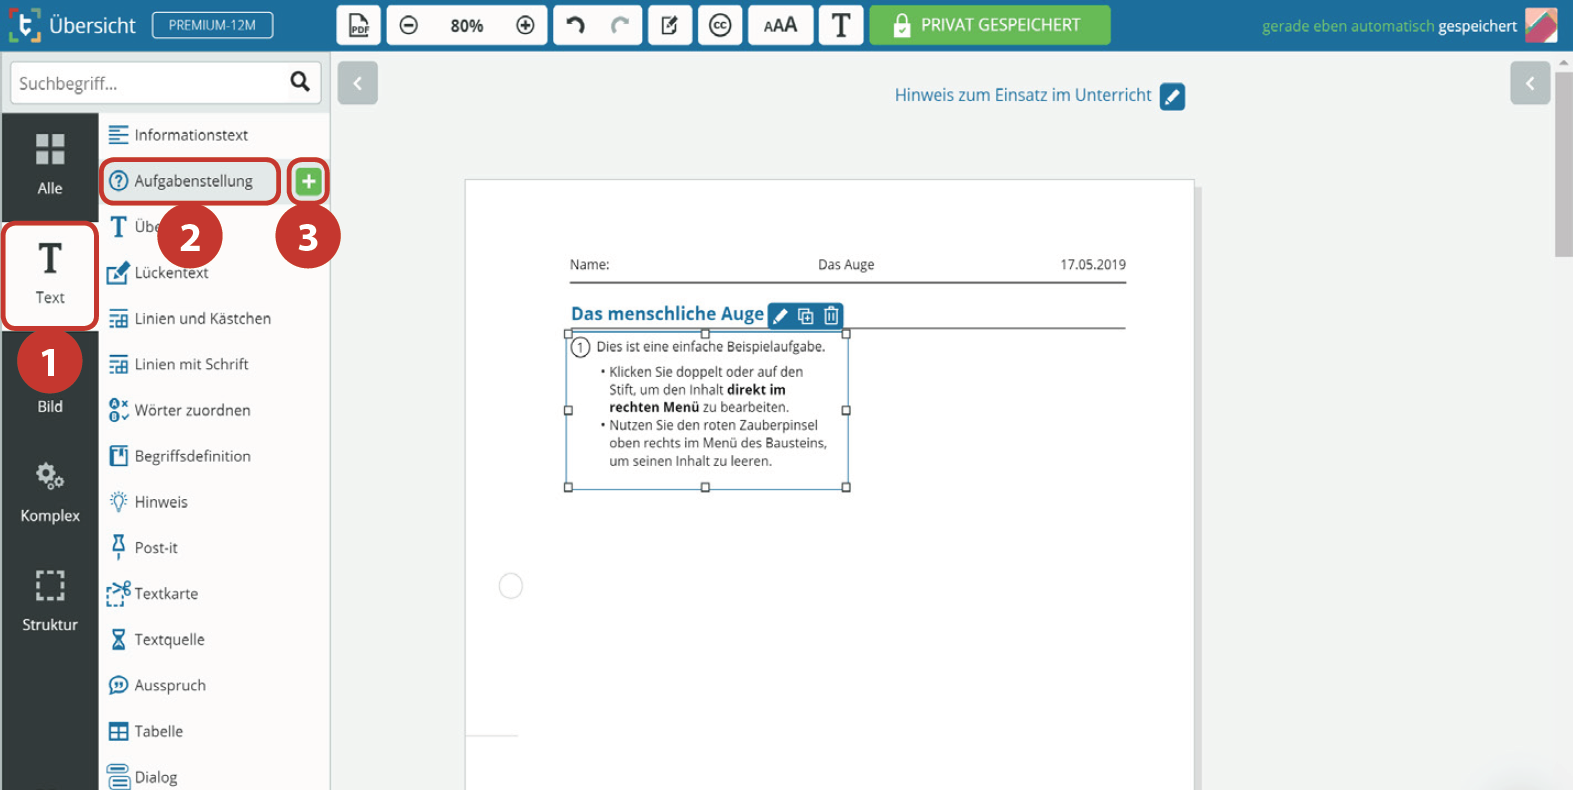 Übersicht PREMIUM-12M PDF 80% CC AAA T PRIVAT GESPEICHERT gerade eben automatisch gespeichert
Suchbegriff...
Hinweis zum Einsatz im Unterricht
Alle
T
Text
1
Bild
Komplex
Struktur
Informationstext
Aufgabenstellung
2
3
Lückentext
Linien und Kästchen
Linien mit Schrift
Wörter zuordnen
Begriffsdefinition
Hinweis
Post-it
Textkarte
Textquelle
Ausspruch
Tabelle
Dialog
Name: Das Auge 17.05.2019
Das menschliche Auge
1 Dies ist eine einfache Beispielaufgabe.
• Klicken Sie doppelt oder auf den
Stift, um den Inhalt direkt im
rechten Menü zu bearbeiten.
• Nutzen Sie den roten Zauberpinsel
oben rechts im Menü des Bausteins,
um seinen Inhalt zu leeren.